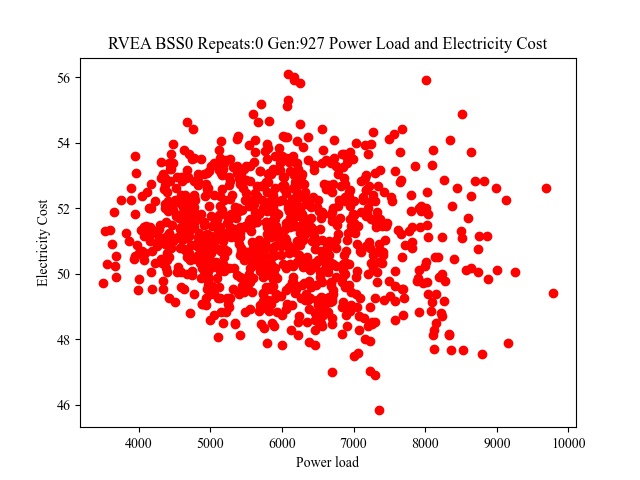 RVEA BSS0 Repeats:0 Gen:927 Power Load and Electricity Cost
56
54
52
50
48
46
Electricity Cost
4000 5000 6000 7000 8000 9000 10000
Power load